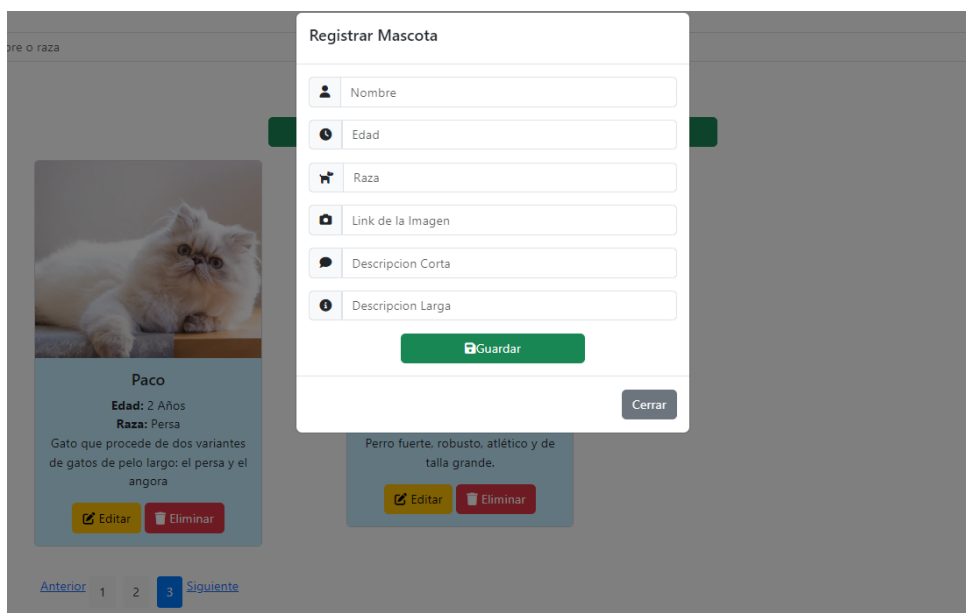 Registrar Mascota
bre o raza
Nombre
Edad
Raza
Link de la Imagen
Descripcion Corta
Descripcion Larga
Guardar
Cerrar
Paco
Edad: 2 Años
Raza: Persa
Gato que procede de dos variantes
de gatos de pelo largo: el persa y el
angora
Editar Eliminar
Perro fuerte, robusto, atlético y de
talla grande.
Editar Eliminar
Anterior 1 2 3 Siguiente